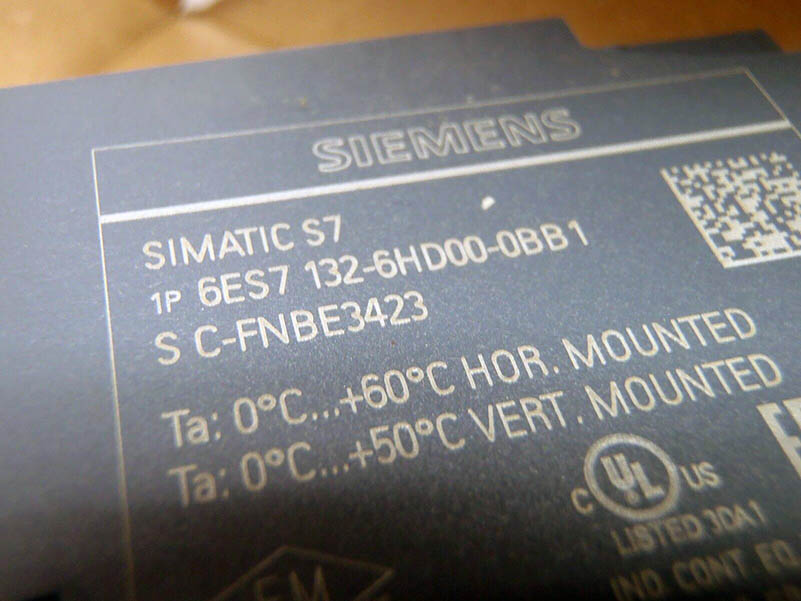 SIEMENS
SIMATIC S7
1P 6ES7 132-6HD00-0BB1
S C-FNBE3423
Ta: 0°C...+60°C HOR. MOUNTED
Ta: 0°C...+50°C VERT. MOUNTED
C UL US
LISTED 3DA1
IND. CONT. EQ.
FM